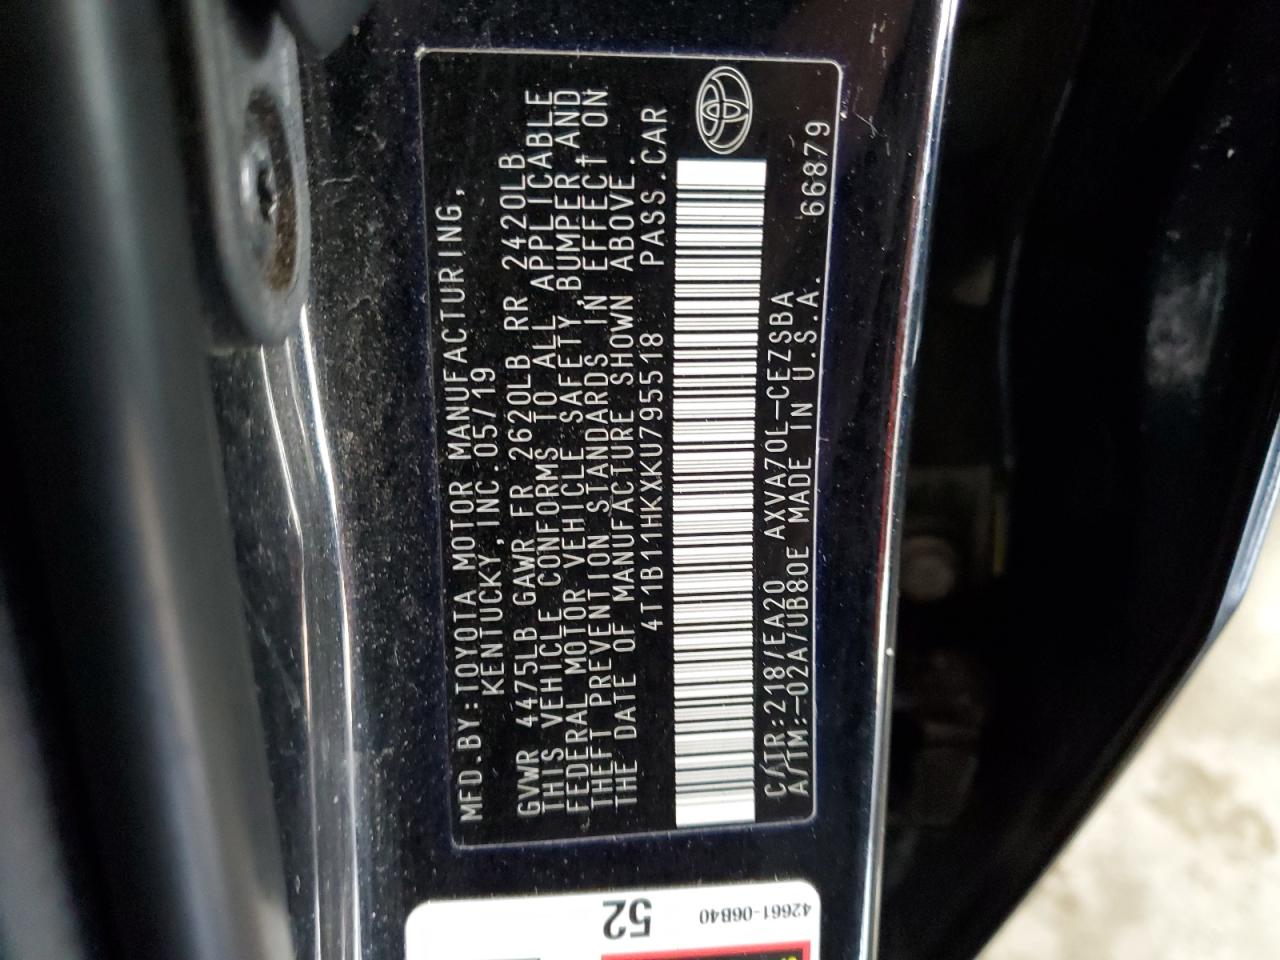 MFD.BY:TOYOTA MOTOR MANUFACTURING,
KENTUCKY,INC.05/19
GVWR 4475LB GAWR FR 2620LB RR 2420LB
THIS VEHICLE CONFORMS TO ALL APPLICABLE
FEDERAL MOTOR VEHICLE SAFETY,BUMPER,AND
THEFT PREVENTION STANDARDS IN EFFECT ON
THE DATE OF MANUFACTURE SHOWN ABOVE.
4T1B11HKXKU795518 PASS.CAR
C/TR:218/EA20 AXVA70L-CEZSBA
A/TM:-02A/UB80E MADE IN U.S.A. 66879
52
42661-06B40